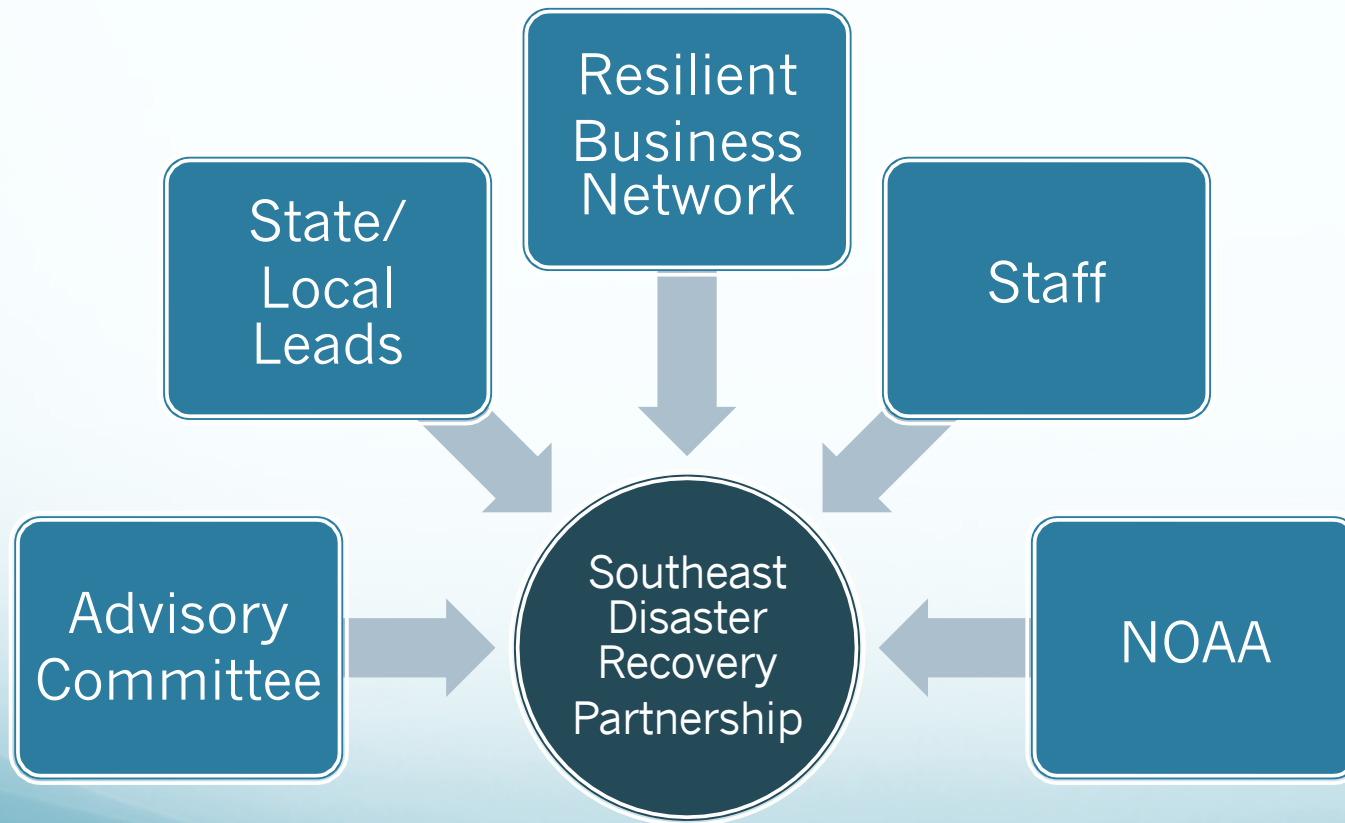 Resilient
Business
Network
State/
Local
Leads
Staff
Advisory
Committee
Southeast
Disaster
Recovery
Partnership
NOAA